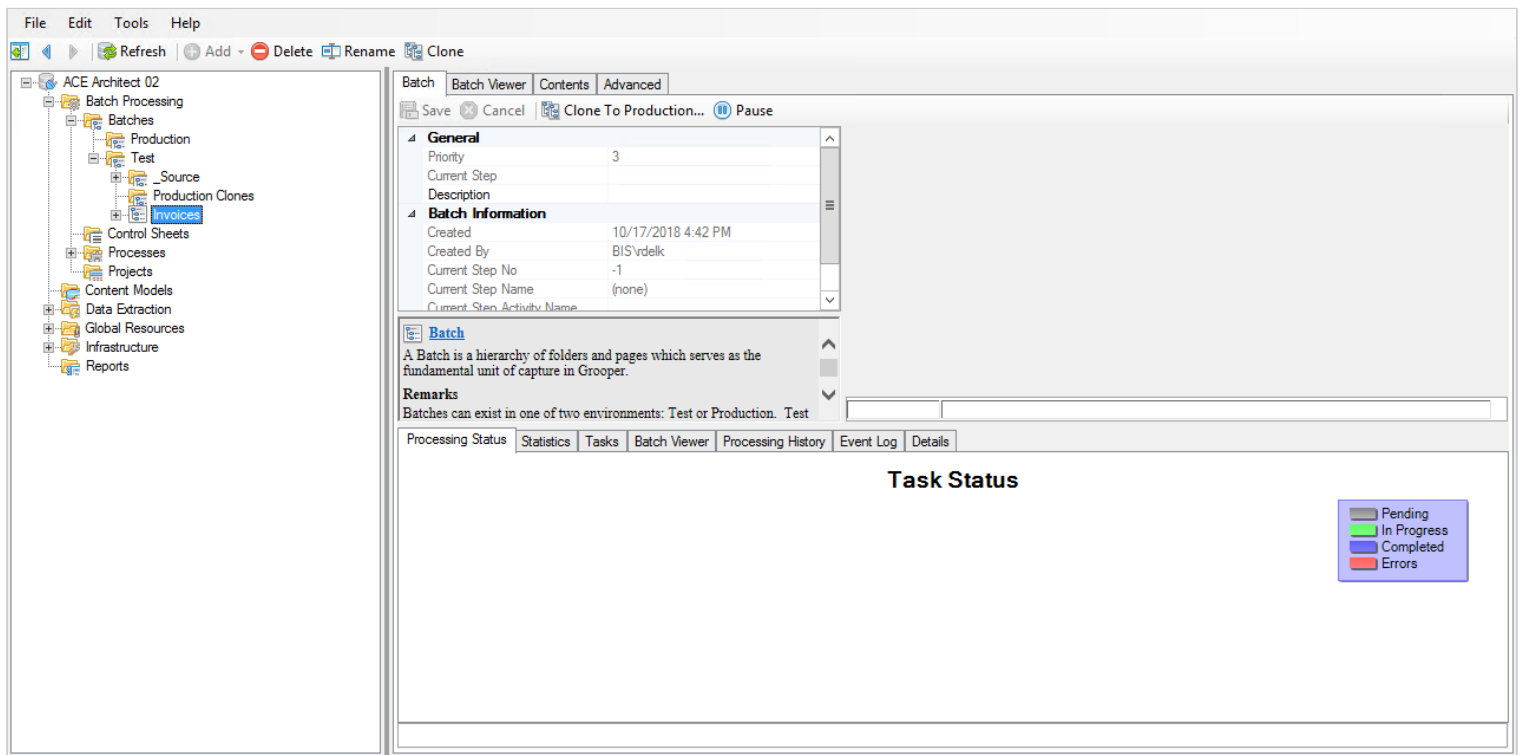 File Edit Tools Help
Refresh Add Delete Rename Clone
ACE Architect 02
Batch Processing
Batches
Production
Test
_Source
Production Clones
Invoices
Control Sheets
Processes
Projects
Content Models
Data Extraction
Global Resources
Infrastructure
Reports
Batch Batch Viewer Contents Advanced
Save Cancel Clone To Production... Pause
General
Priority 3
Current Step
Description
Batch Information
Created 10/17/2018 4:42 PM
Created By BIS\rdelk
Current Step No -1
Current Step Name (none)
Current Step Activity Name
Batch
A Batch is a hierarchy of folders and pages which serves as the
fundamental unit of capture in Grooper.
Remarks
Batches can exist in one of two environments: Test or Production. Test
Processing Status Statistics Tasks Batch Viewer Processing History Event Log Details
Task Status
Pending
In Progress
Completed
Errors